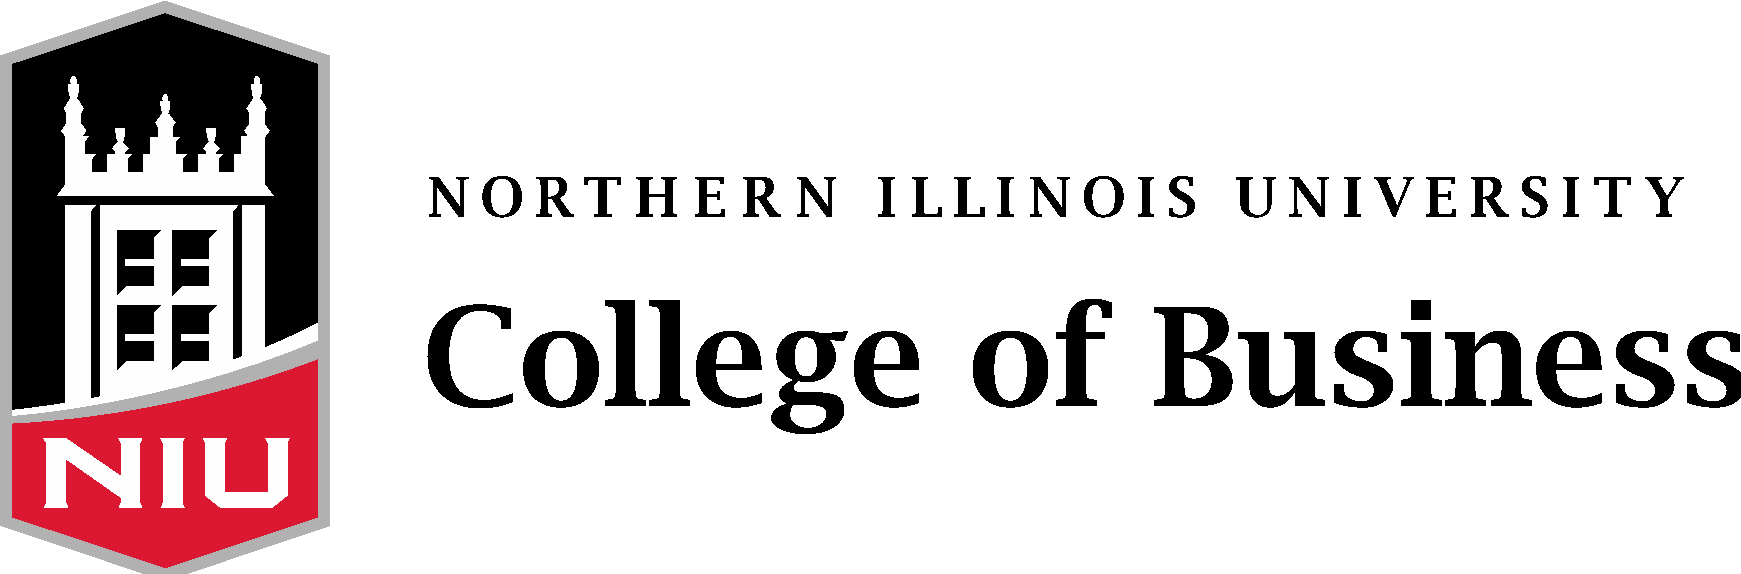 NIU
NORTHERN ILLINOIS UNIVERSITY
College of Business